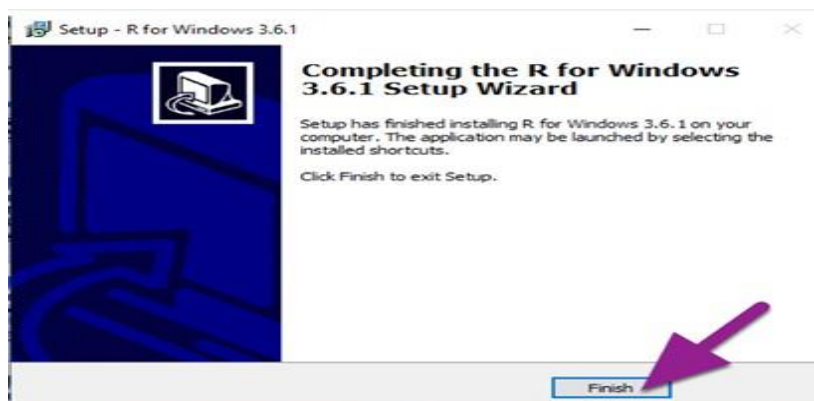 Setup - R for Windows 3.6.1
Completing the R for Windows
3.6.1 Setup Wizard
Setup has finished installing R for Windows 3.6.1 on your
computer. The application may be launched by selecting the
installed shortcuts.
Click Finish to exit Setup.
Finish